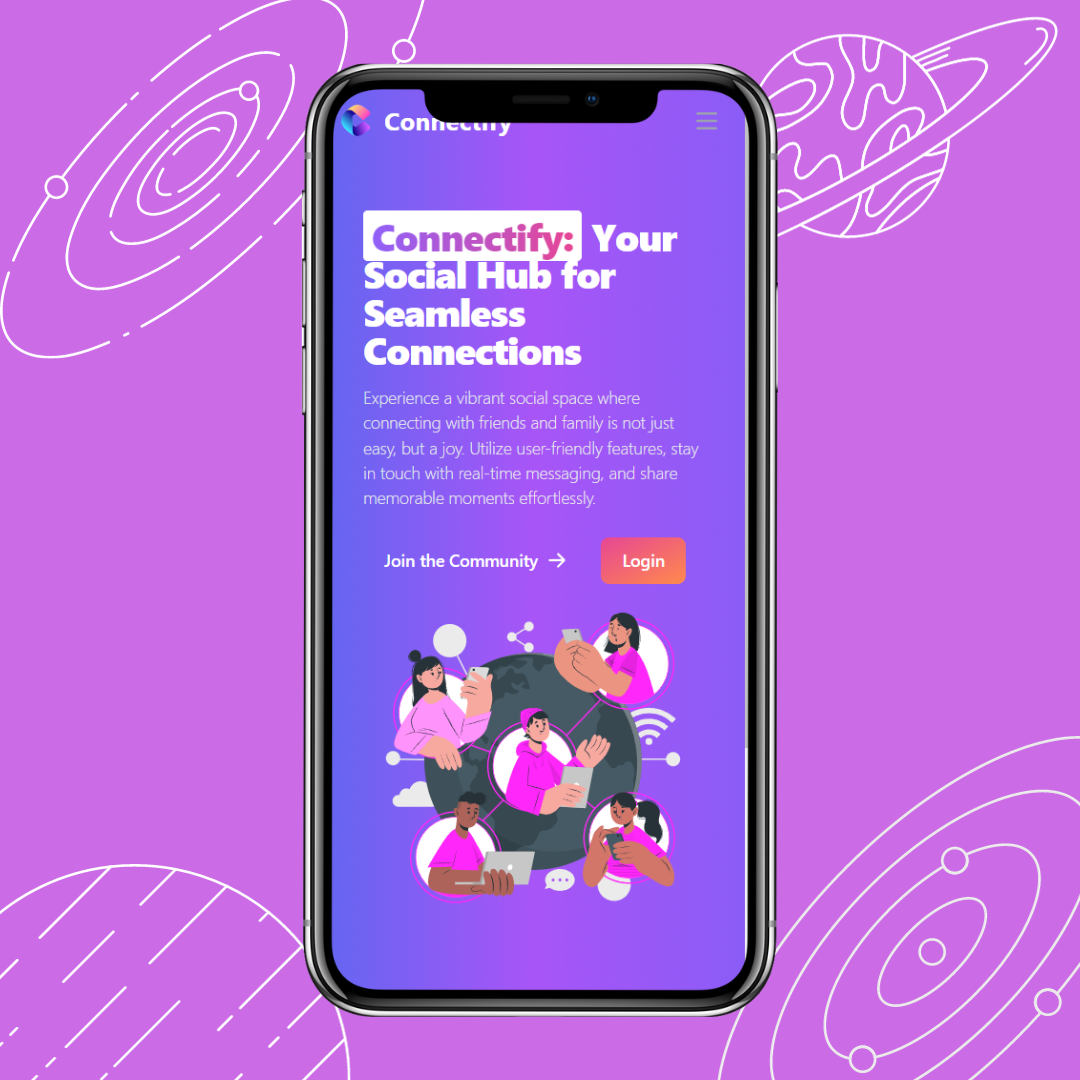 Connectify
Connectify: Your
Social Hub for
Seamless
Connections
Experience a vibrant social space where
connecting with friends and family is not just
easy, but a joy. Utilize user-friendly features, stay
in touch with real-time messaging, and share
memorable moments effortlessly.
Join the Community → Login